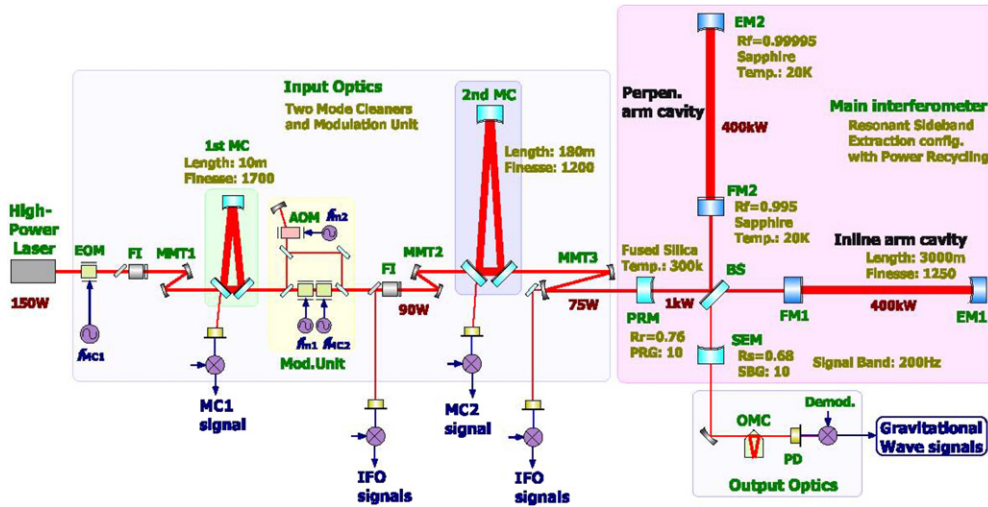 EM2
Rf=0.99995
Sapphire
Temp.: 20K
Perpen.
arm cavity
Main interferometer
Resonant Sideband
Extraction config.
with Power Recycling
400kW
FM2
Rf=0.995
Sapphire
Temp.: 20K
Input Optics
Two Mode Cleaners
and Modulation Unit
2nd MC
Length: 180m
Finesse: 1200
1st MC
Length: 10m
Finesse: 1700
High-
Power
Laser
150W
EOM
FI
MMT1
AOM
fm2
FI
MMT2
MMT3
90W
75W
fMC1
fm1
fMC2
Mod.Unit
Fused Silica
Temp.: 300k
BS
Inline arm cavity
Length: 3000m
Finesse: 1250
1kW
400kW
PRM
FM1
EM1
Rr=0.76
PRG: 10
SEM
Rs=0.68
SBG: 10
Signal Band: 200Hz
MC1
signal
IFO
signals
MC2
signal
IFO
signals
Demod.
OMC
PD
Gravitational
Wave signals
Output Optics